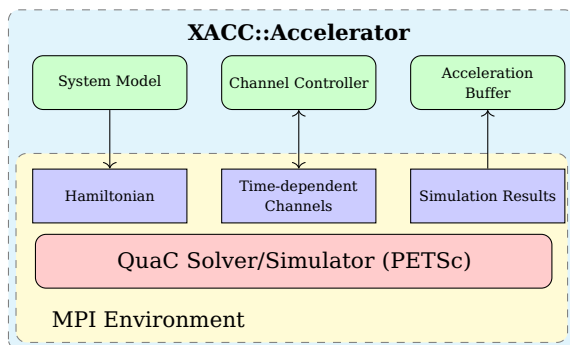 XACC::Accelerator
System Model
Channel Controller
Acceleration
Buffer
Hamiltonian
Time-dependent
Channels
Simulation Results
QuaC Solver/Simulator (PETSc)
MPI Environment